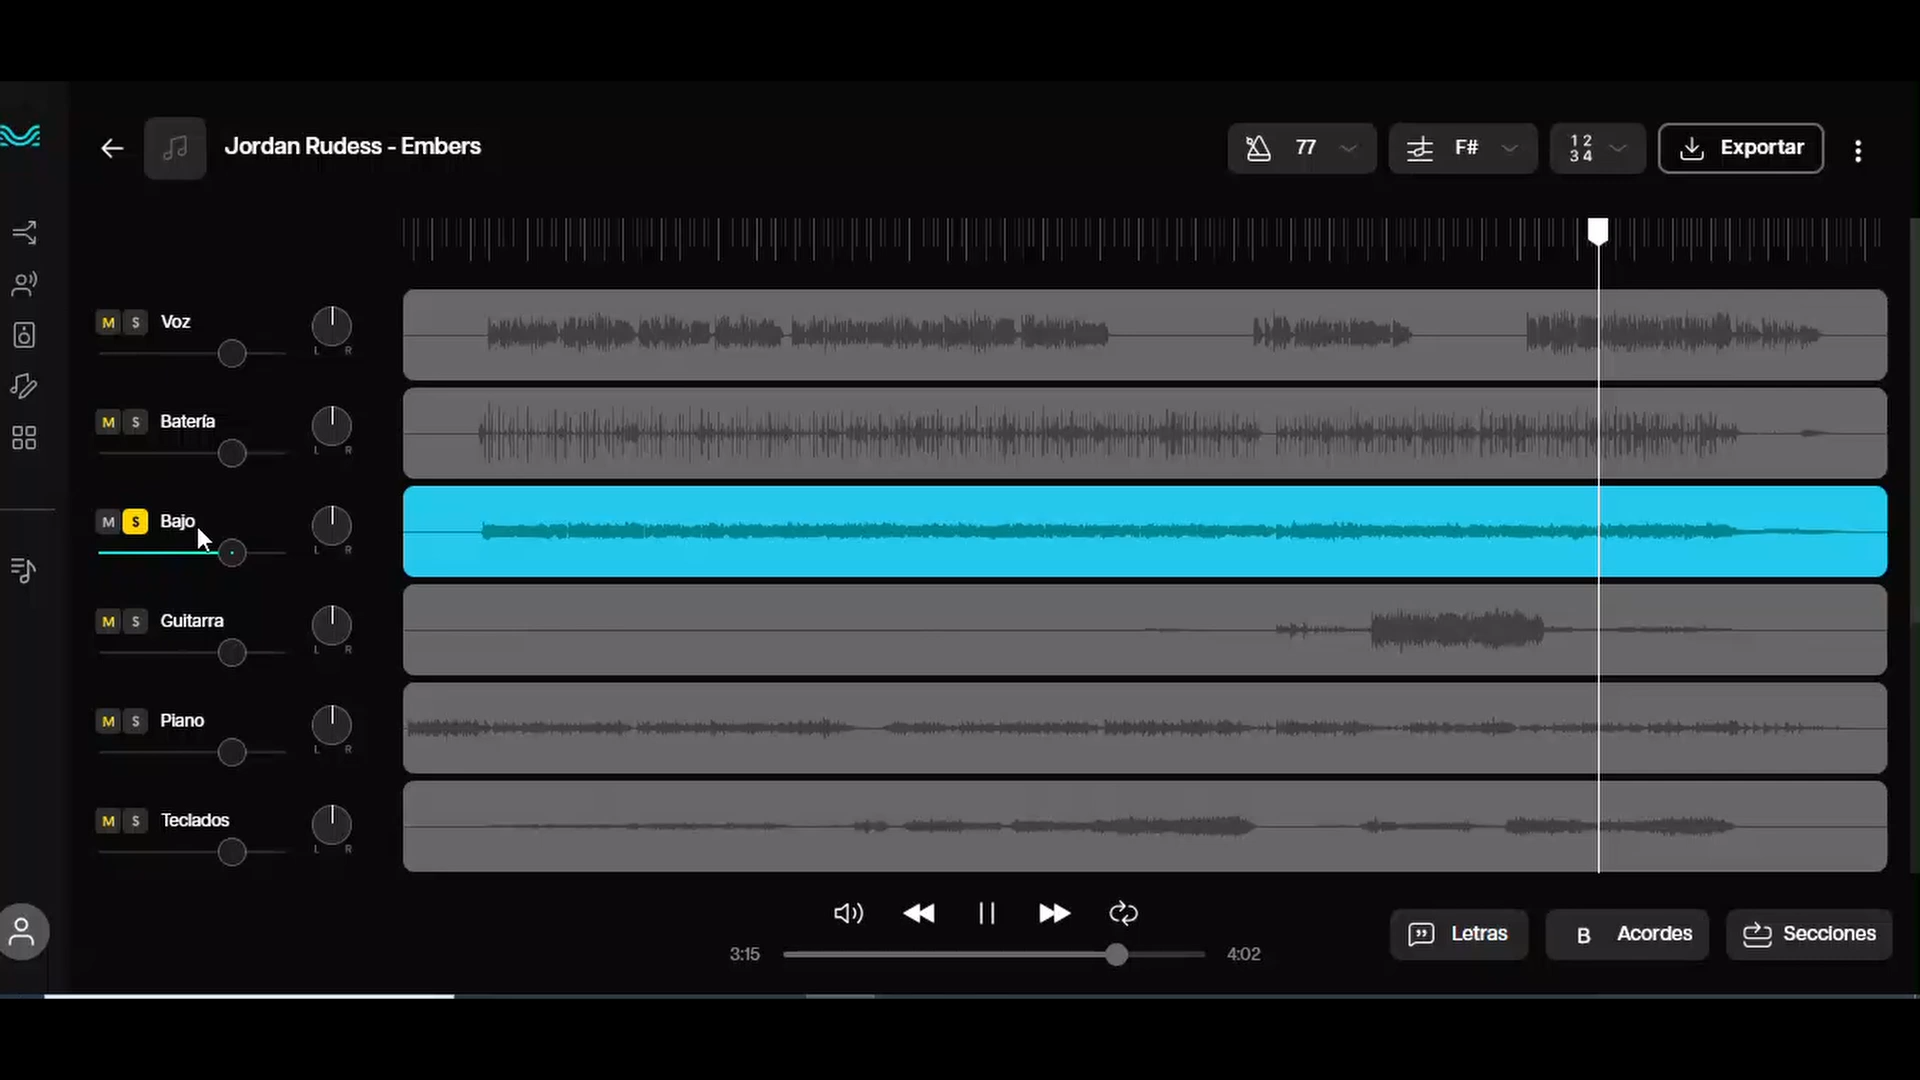 Jordan Rudess - Embers
77
F#
1 2
3 4
Exportar
M S Voz
L R
M S Batería
L R
M S Bajo
L R
M S Guitarra
L R
M S Piano
L R
M S Teclados
L R
3:15
4:02
Letras
B Acordes
Secciones